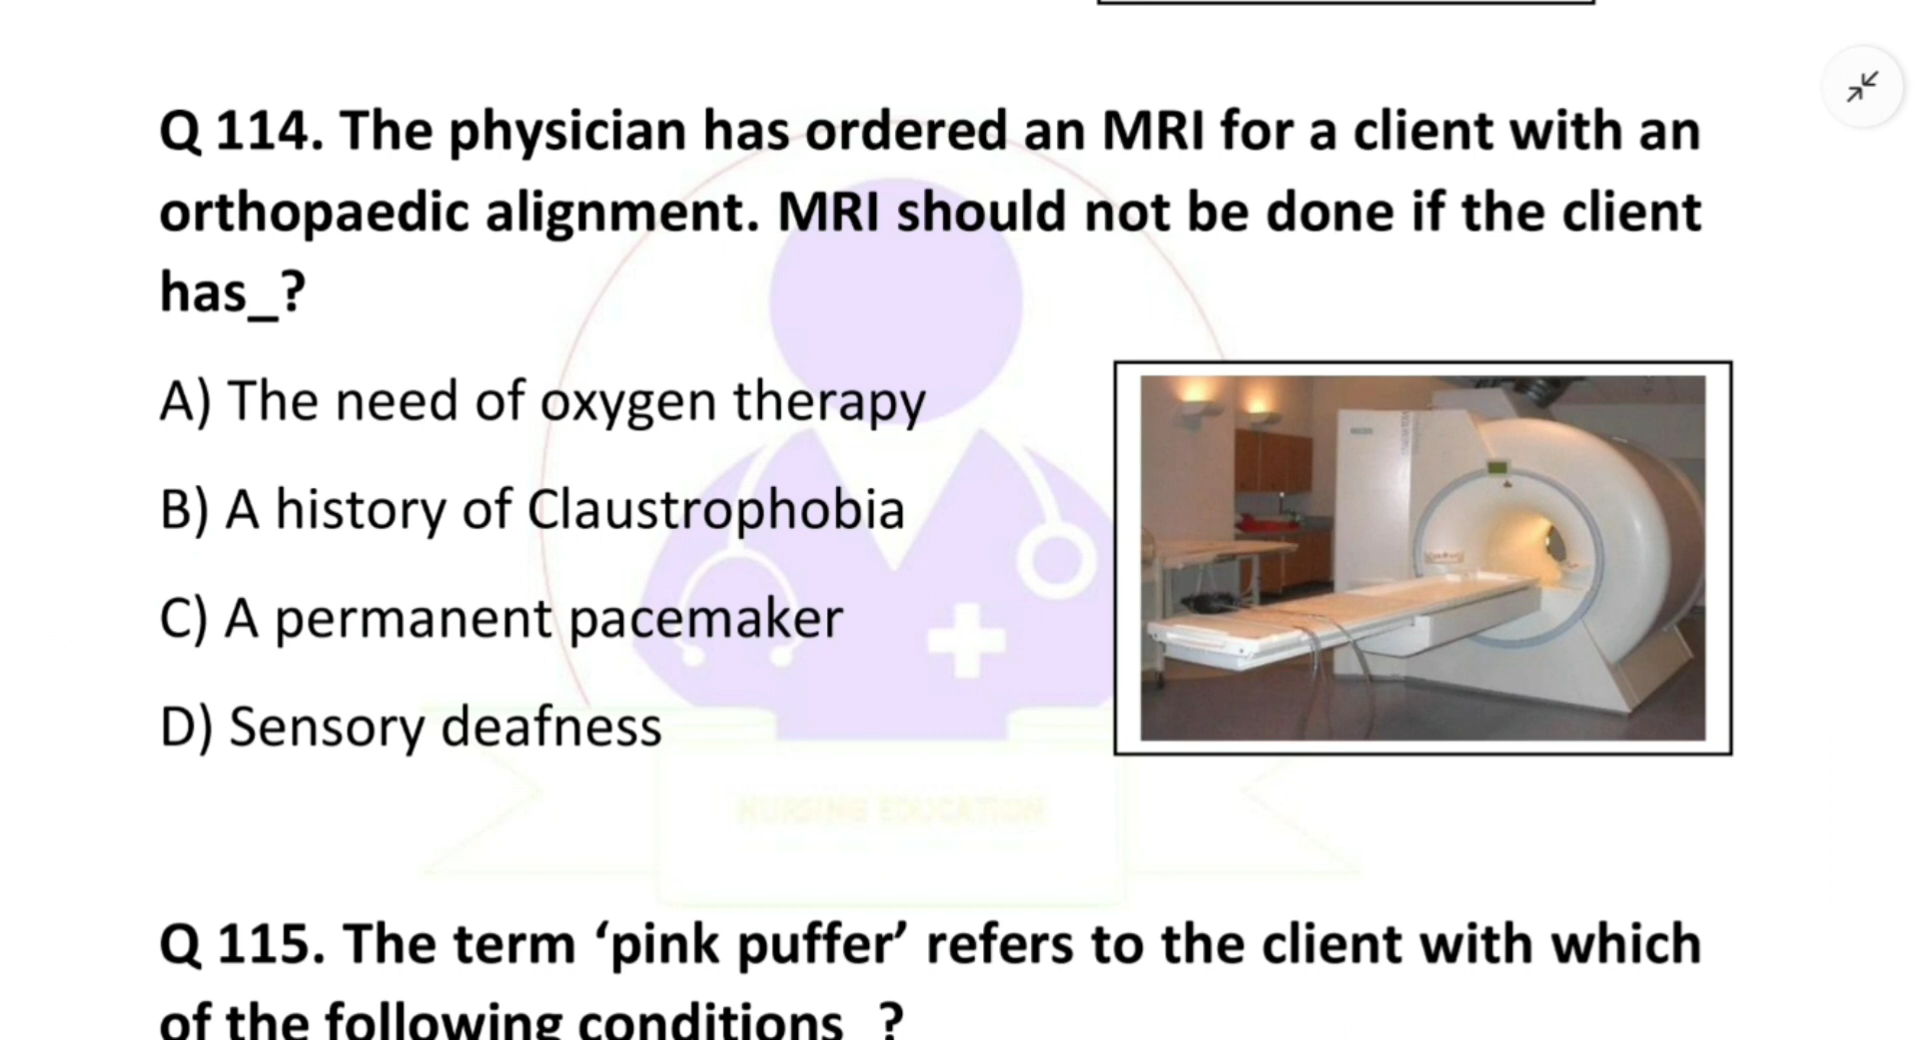 Q 114. The physician has ordered an MRI for a client with an
orthopaedic alignment. MRI should not be done if the client
has_?
A) The need of oxygen therapy
B) A history of Claustrophobia
C) A permanent pacemaker
D) Sensory deafness
NURSING EDUCATION
Q 115. The term ‘pink puffer’ refers to the client with which
of the following conditions_?